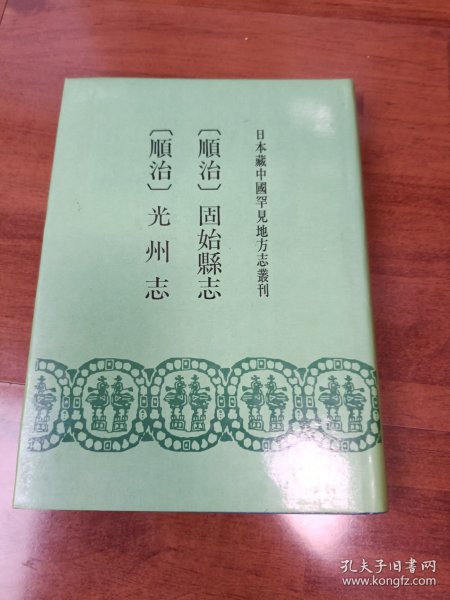 日本藏中國罕見地方志叢刊
〔順治〕固始縣志
〔順治〕光州志
孔夫子旧书网
www.kongfz.com